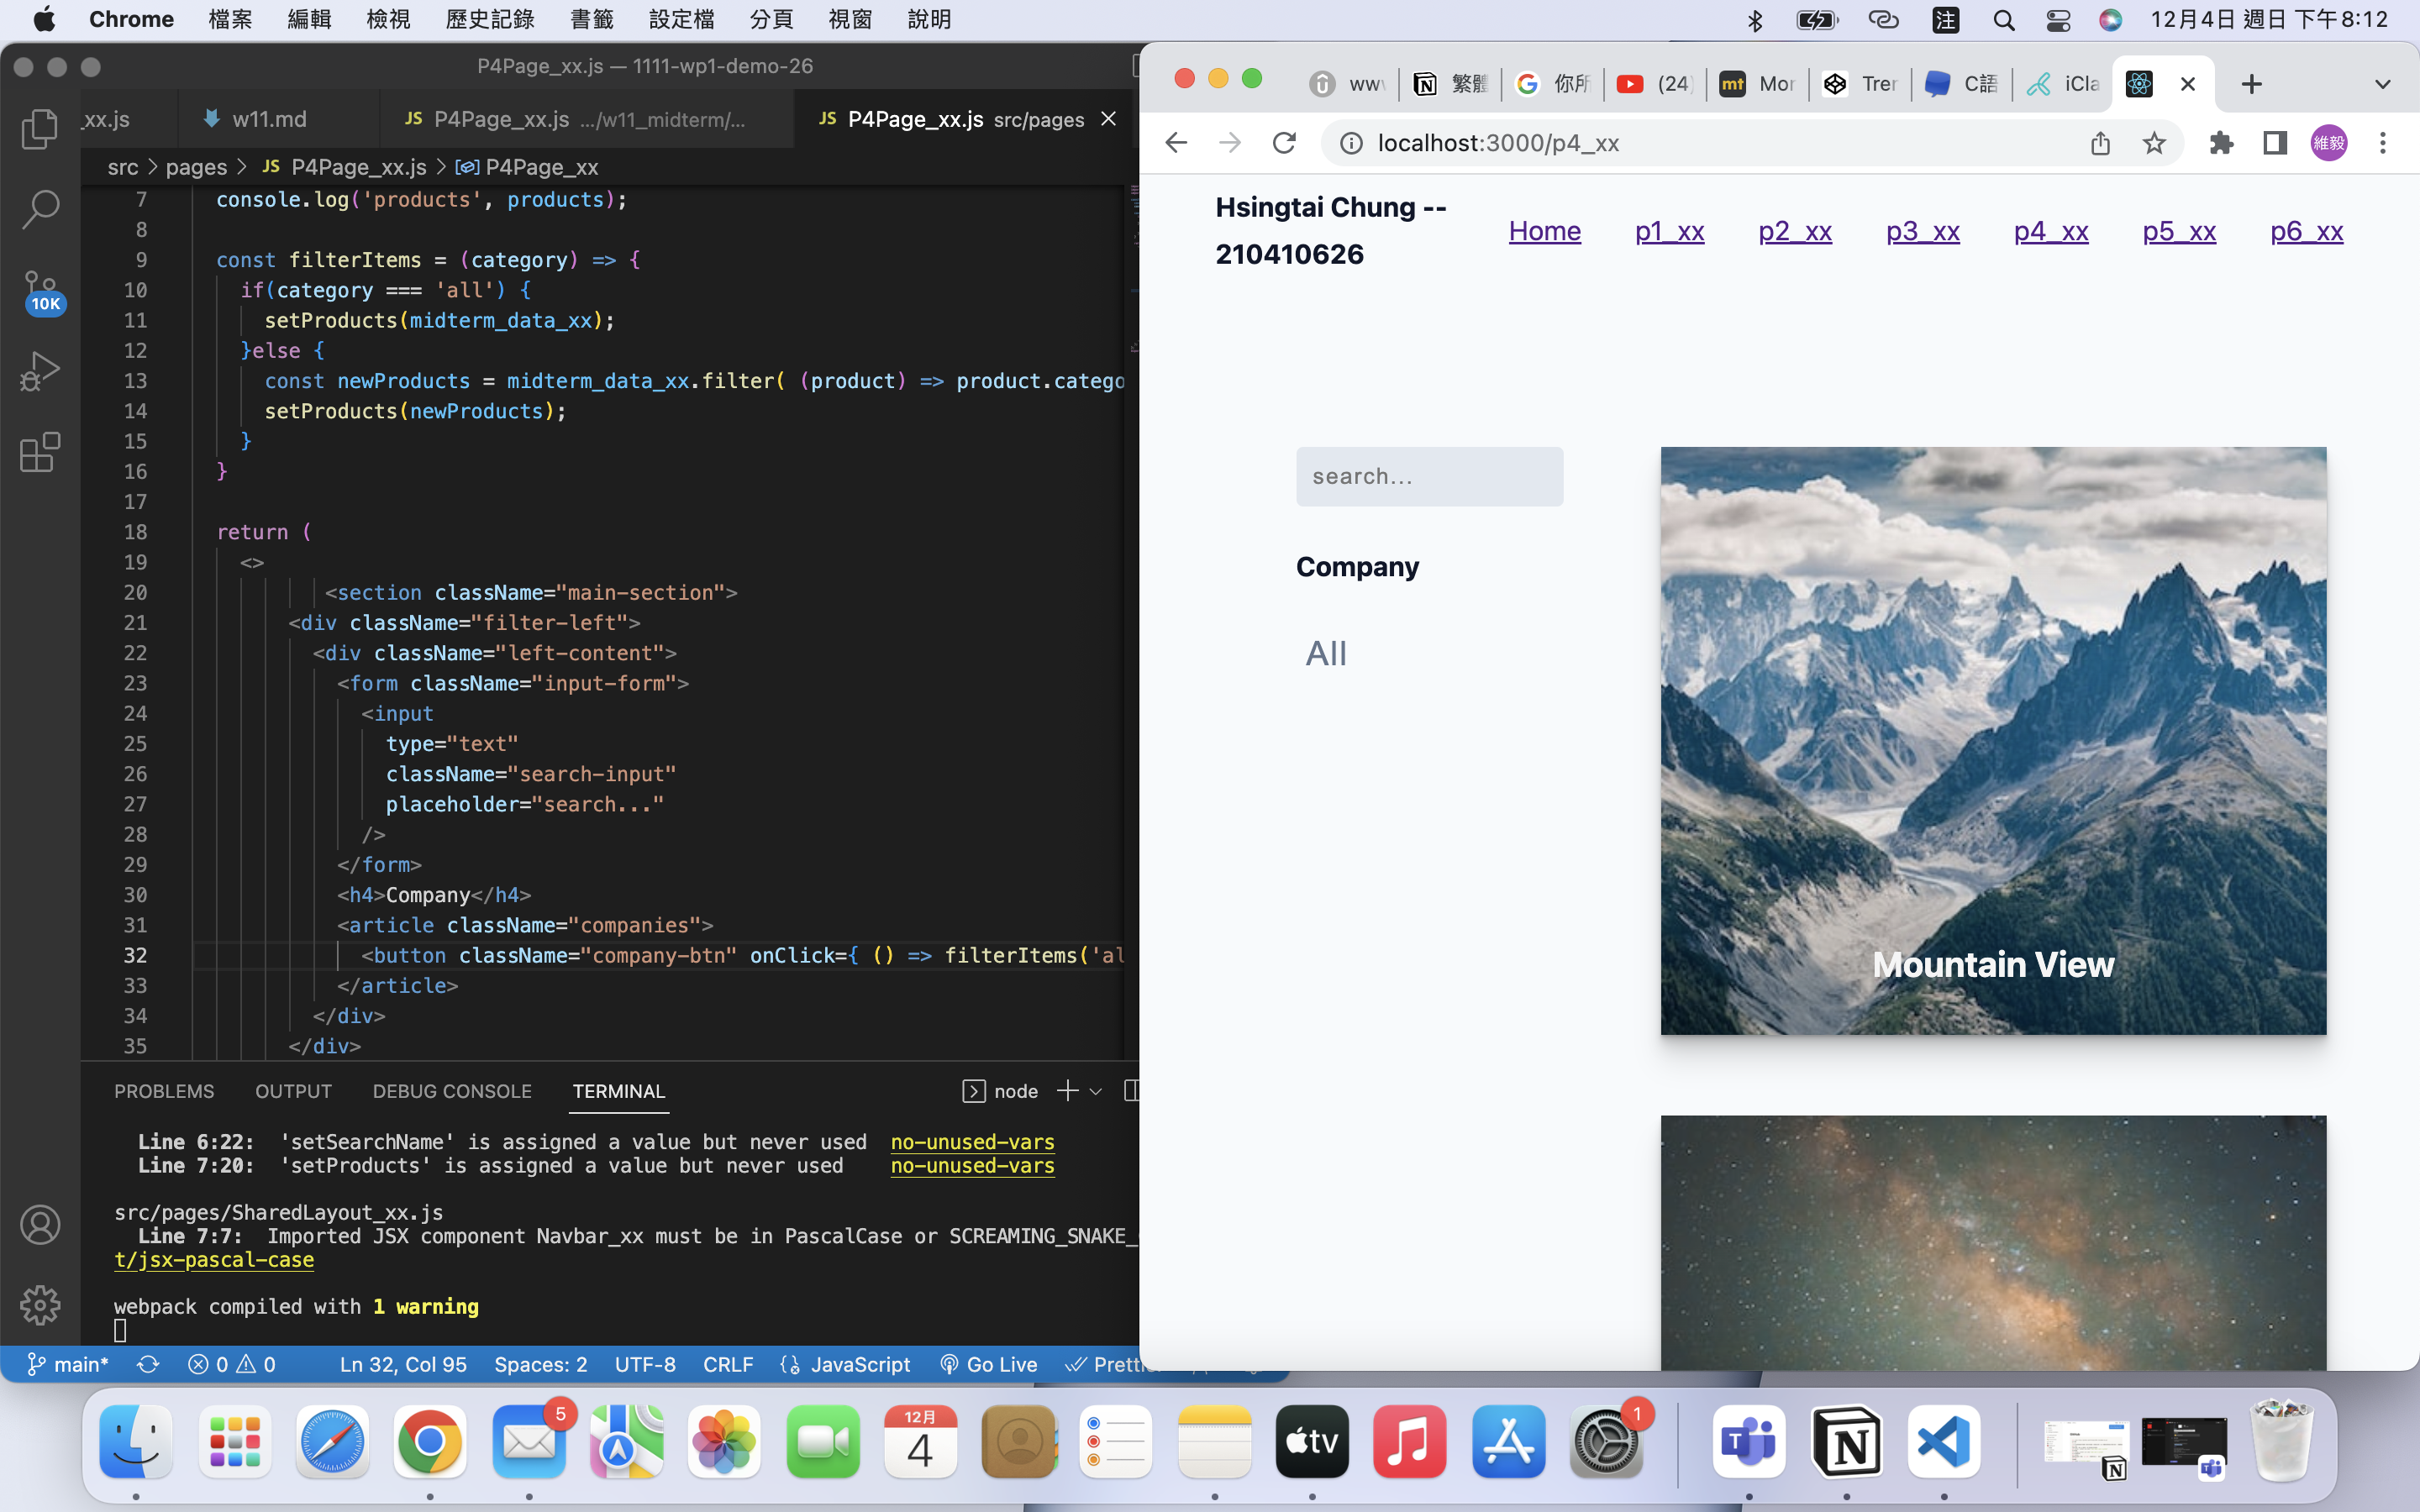 Chrome 檔案 編輯 檢視 歷史記錄 書籤 設定檔 分頁 視窗 說明 注 12月4日 週日 下午8:12
P4Page_xx.js — 1111-wp1-demo-26
_xx.js w11.md JS P4Page_xx.js .../w11_midterm/... JS P4Page_xx.js src/pages
src > pages > JS P4Page_xx.js > P4Page_xx
7 console.log('products', products);
8
9 const filterItems = (category) => {
10 if(category === 'all') {
11 setProducts(midterm_data_xx);
12 }else {
13 const newProducts = midterm_data_xx.filter( (product) => product.catego
14 setProducts(newProducts);
15 }
16 }
17
18 return (
19 <>
20 <section className="main-section">
21 <div className="filter-left">
22 <div className="left-content">
23 <form className="input-form">
24 <input
25 type="text"
26 className="search-input"
27 placeholder="search..."
28 />
29 </form>
30 <h4>Company</h4>
31 <article className="companies">
32 <button className="company-btn" onClick={ () => filterItems('al
33 </article>
34 </div>
35 </div>
10K
PROBLEMS OUTPUT DEBUG CONSOLE TERMINAL node
Line 6:22: 'setSearchName' is assigned a value but never used no-unused-vars
Line 7:20: 'setProducts' is assigned a value but never used no-unused-vars
src/pages/SharedLayout_xx.js
Line 7:7: Imported JSX component Navbar_xx must be in PascalCase or SCREAMING_SNAKE_
t/jsx-pascal-case
webpack compiled with 1 warning
main* 0 0 Ln 32, Col 95 Spaces: 2 UTF-8 CRLF JavaScript Go Live Prettie
www 繁體 你所 (24) mt Mor Trer C語 iCla
localhost:3000/p4_xx 維毅
Hsingtai Chung --
210410626
Home p1_xx p2_xx p3_xx p4_xx p5_xx p6_xx
search...
Company
All
Mountain View
5 12月 4 tv 1